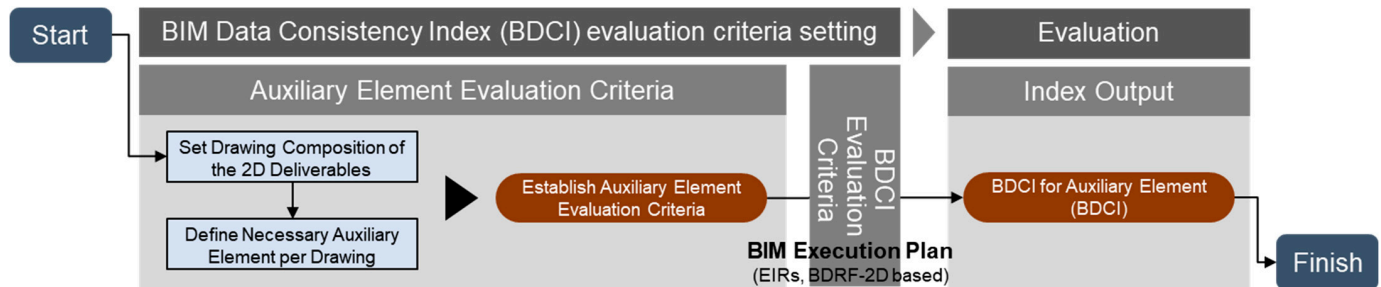 Start
BIM Data Consistency Index (BDCI) evaluation criteria setting
Evaluation
Auxiliary Element Evaluation Criteria
BDCI
Evaluation
Criteria
Index Output
Set Drawing Composition of
the 2D Deliverables
Define Necessary Auxiliary
Element per Drawing
Establish Auxiliary Element
Evaluation Criteria
BIM Execution Plan
(EIRs, BDRF-2D based)
BDCI for Auxiliary Element
(BDCI)
Finish